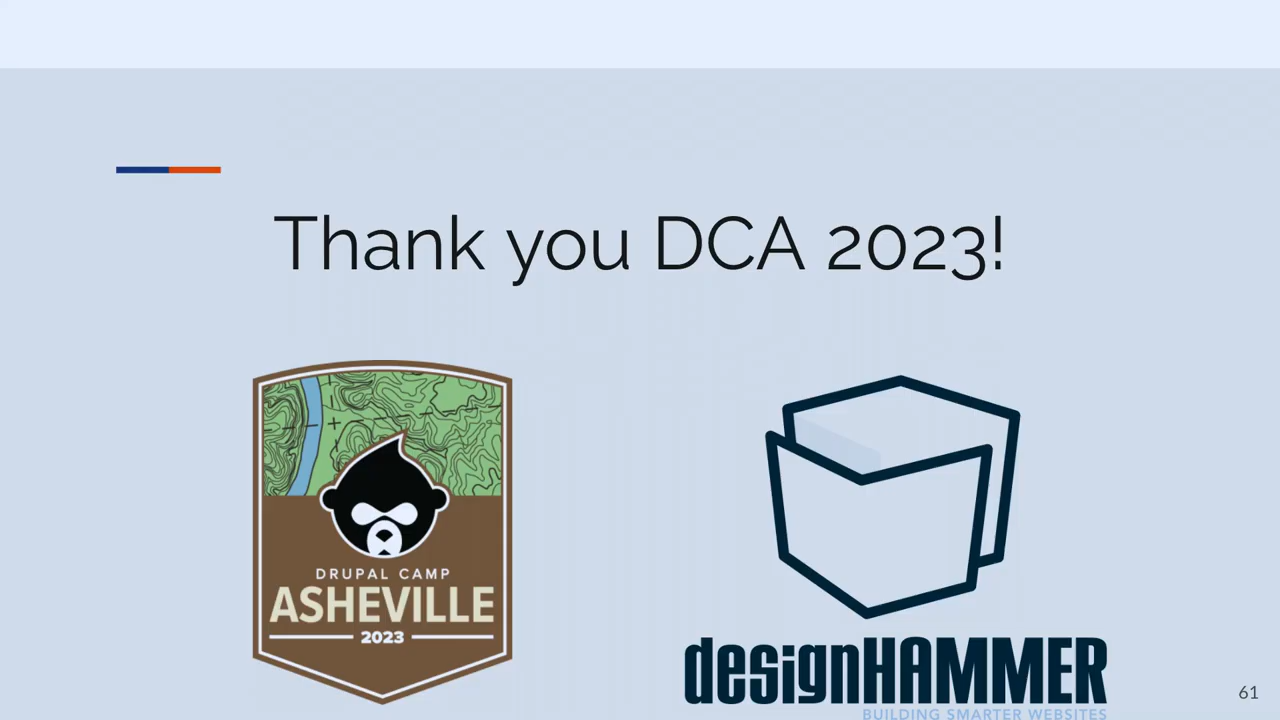 Thank you DCA 2023!
DRUPAL CAMP
ASHEVILLE
2023
designHAMMER
BUILDING SMARTER WEBSITES
61